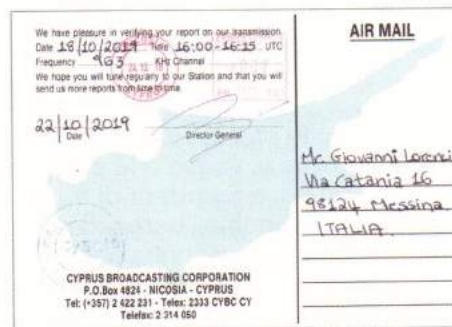 We have pleasure in verifying your report on our transmission.
Date 18/10/2019 Time 16:00-16:15 UTC
Frequency 963 KHz Channel
We hope you will tune regularly to our Station and that you will
send us more reports from time to time.
22/10/2019
Date
Director General
CYPRUS BROADCASTING CORPORATION
P.O.Box 4824 - NICOSIA - CYPRUS
Tel: (+357) 2 422 231 - Telex: 2333 CYBC CY
Telefax: 2 314 050
AIR MAIL
Mr. Giovanni Lorenzi
Via Catania 16
98124 Messina
ITALIA